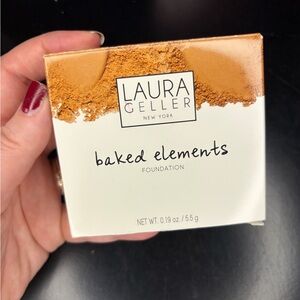 LAURA
GELLER
NEW YORK
baked elements
FOUNDATION
NET WT. 0.19 oz. / 5.5 g